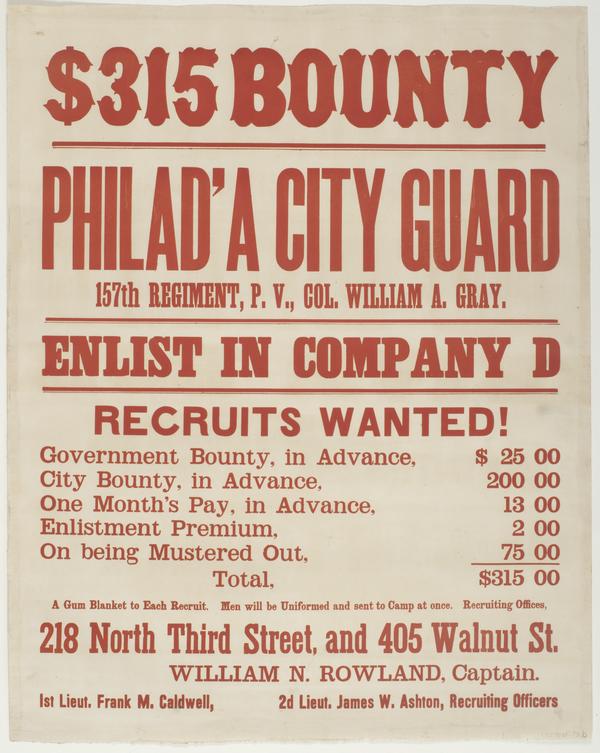 $315 BOUNTY
PHILAD'A CITY GUARD
157th REGIMENT, P. V., COL. WILLIAM A. GRAY.
ENLIST IN COMPANY D
RECRUITS WANTED!
Government Bounty, in Advance, $ 25 00
City Bounty, in Advance, 200 00
One Month's Pay, in Advance, 13 00
Enlistment Premium, 2 00
On being Mustered Out, 75 00
Total, $315 00
A Gum Blanket to Each Recruit. Men will be Uniformed and sent to Camp at once. Recruiting Offices,
218 North Third Street, and 405 Walnut St.
WILLIAM N. ROWLAND, Captain.
1st Lieut. Frank M. Caldwell, 2d Lieut. James W. Ashton, Recruiting Officers